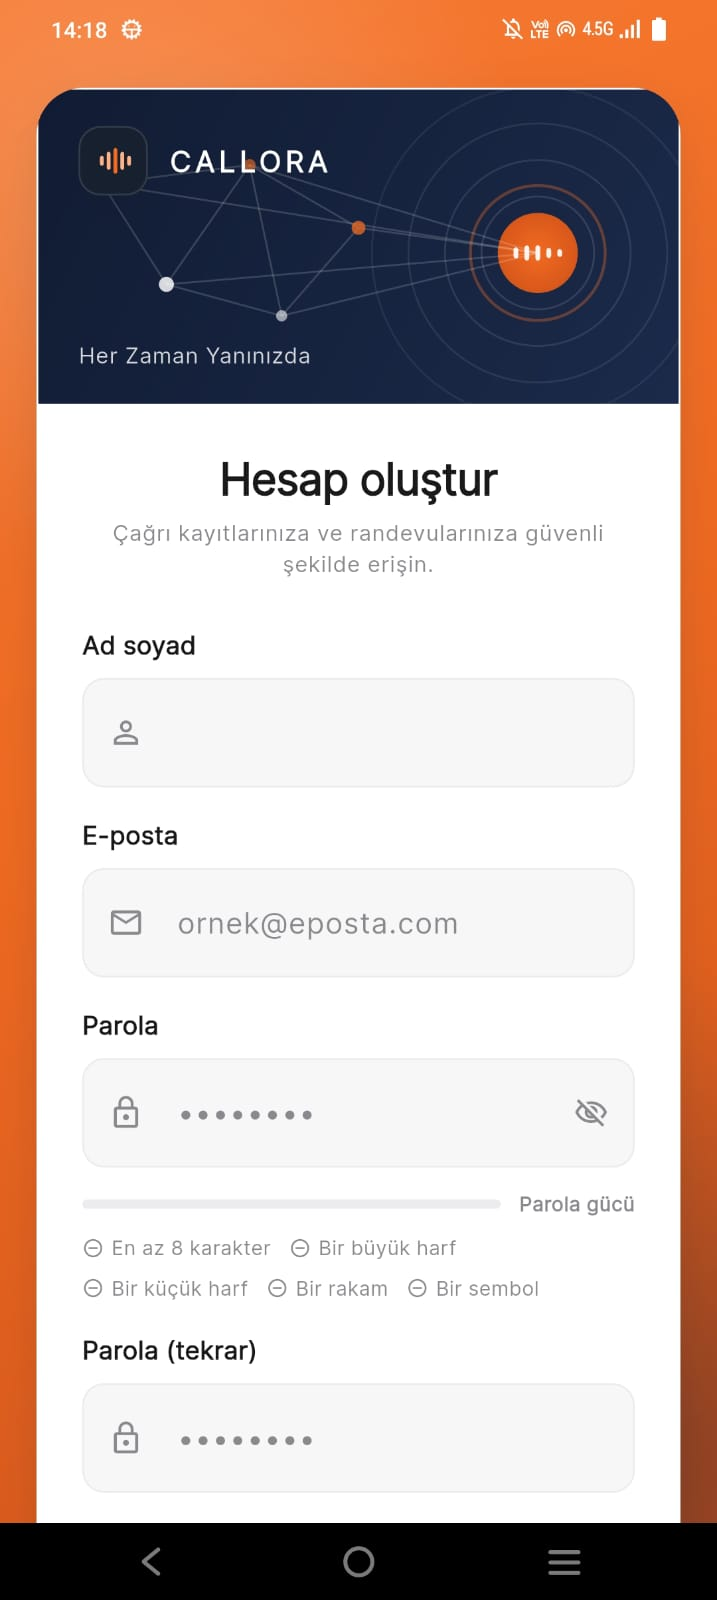 14:18
VoLTE 4.5G
CALLORA
Her Zaman Yanınızda
Hesap oluştur
Çağrı kayıtlarınıza ve randevularınıza güvenli
şekilde erişin.
Ad soyad
E-posta
ornek@eposta.com
Parola
Parola gücü
En az 8 karakter Bir büyük harf
Bir küçük harf Bir rakam Bir sembol
Parola (tekrar)